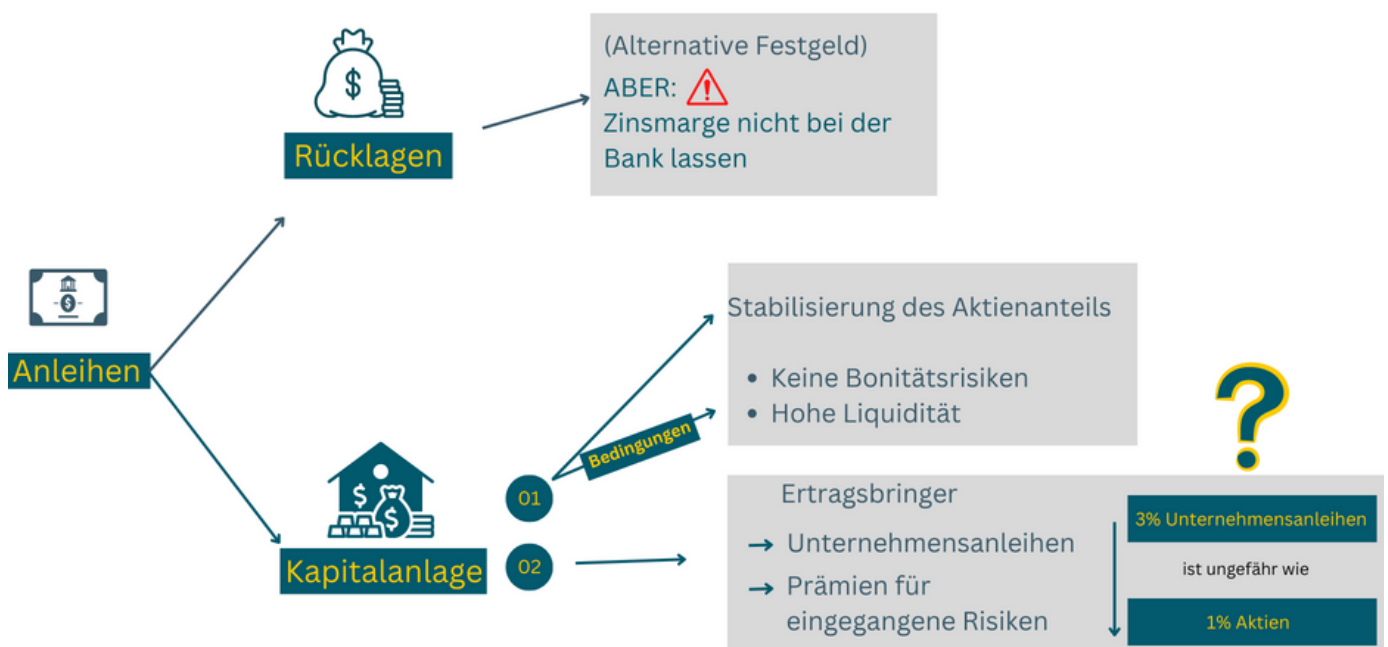 Rücklagen
(Alternative Festgeld)
ABER:
Zinsmarge nicht bei der
Bank lassen
Anleihen
Kapitalanlage
01
Bedingungen
Stabilisierung des Aktienanteils
• Keine Bonitätsrisiken
• Hohe Liquidität
02
Ertragsbringer
→ Unternehmensanleihen
→ Prämien für
eingegangene Risiken
?
3% Unternehmensanleihen
ist ungefähr wie
1% Aktien